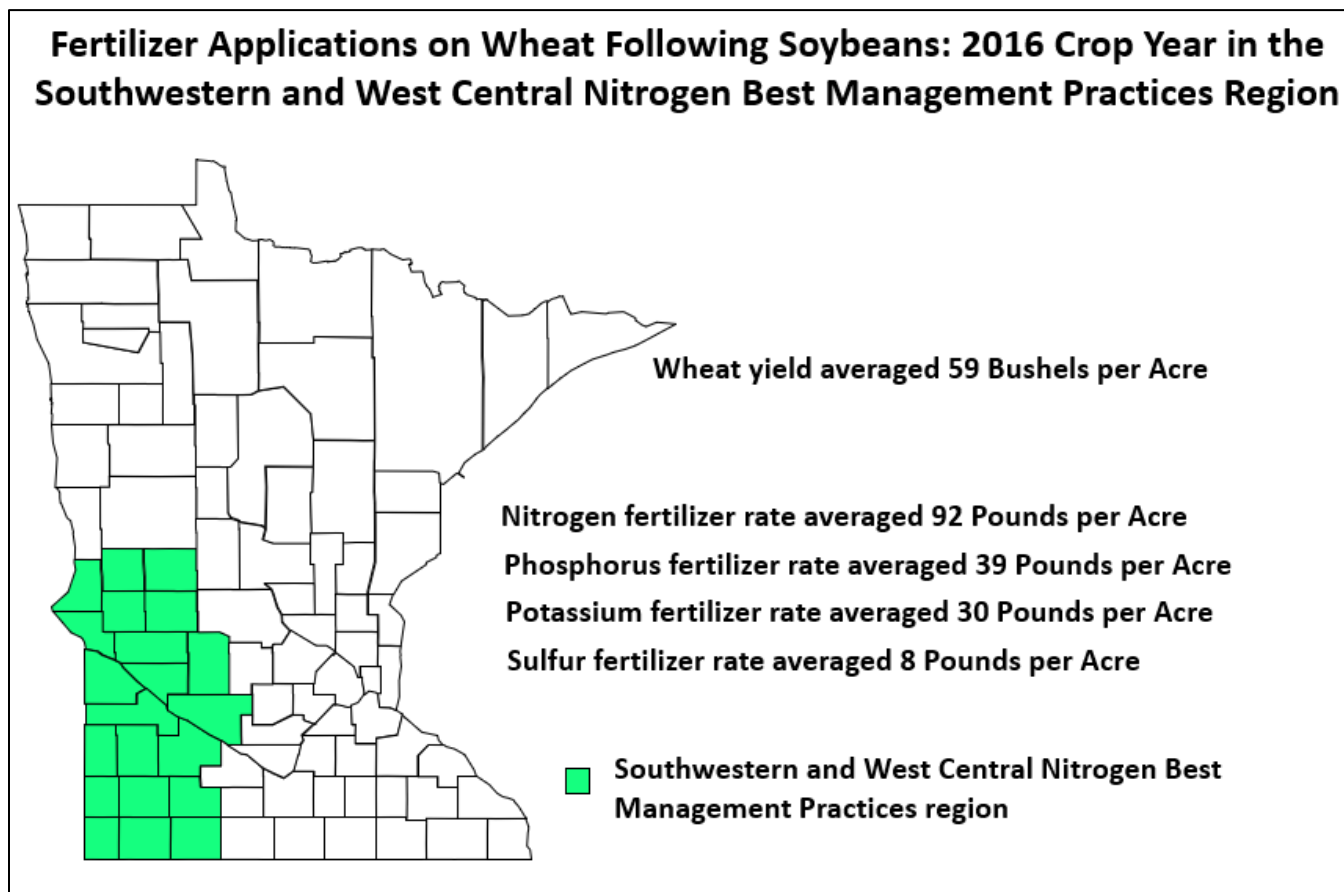 Fertilizer Applications on Wheat Following Soybeans: 2016 Crop Year in the
Southwestern and West Central Nitrogen Best Management Practices Region
Wheat yield averaged 59 Bushels per Acre
Nitrogen fertilizer rate averaged 92 Pounds per Acre
Phosphorus fertilizer rate averaged 39 Pounds per Acre
Potassium fertilizer rate averaged 30 Pounds per Acre
Sulfur fertilizer rate averaged 8 Pounds per Acre
Southwestern and West Central Nitrogen Best
Management Practices region